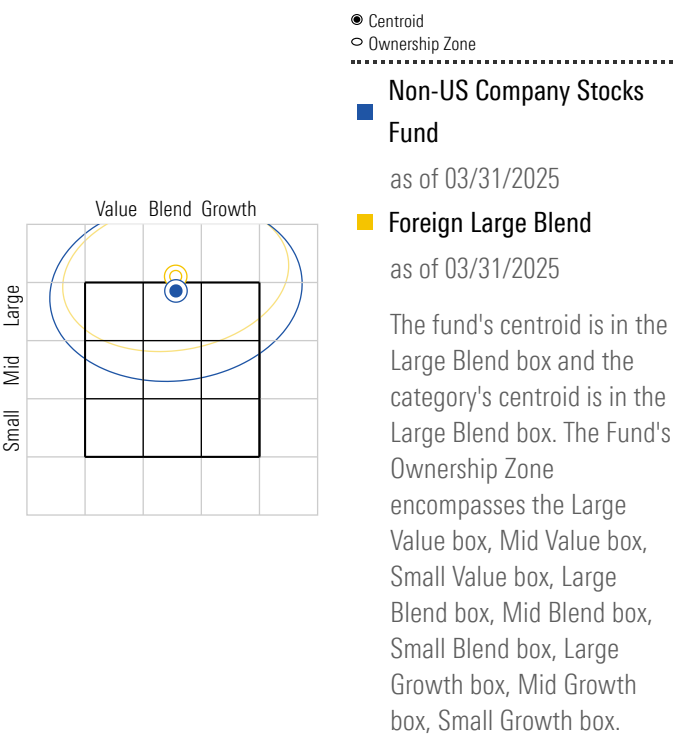 Centroid
Ownership Zone
Non-US Company Stocks
Fund
as of 03/31/2025
Foreign Large Blend
as of 03/31/2025
The fund's centroid is in the
Large Blend box and the
category's centroid is in the
Large Blend box. The Fund's
Ownership Zone
encompasses the Large
Value box, Mid Value box,
Small Value box, Large
Blend box, Mid Blend box,
Small Blend box, Large
Growth box, Mid Growth
box, Small Growth box.
Value Blend Growth
Large
Mid
Small